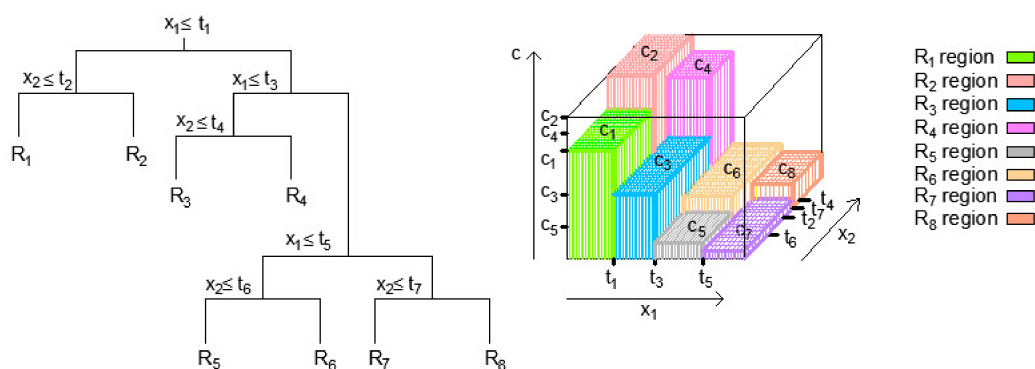 x₁≤ t₁
x₂≤ t₂
x₁≤ t₃
x₂≤ t₄
R₁
R₂
R₃
R₄
x₁≤ t₅
x₂≤ t₆
x₂≤ t₇
R₅
R₆
R₇
R₈
c
c₂
c₄
c₁
c₃
c₅
c₂
c₄
c₁
c₃
c₆
c₈
c₅
c₇
t₁
t₃
t₅
x₁
t₄
t₇
t₂
t₆
x₂
R₁ region
R₂ region
R₃ region
R₄ region
R₅ region
R₆ region
R₇ region
R₈ region